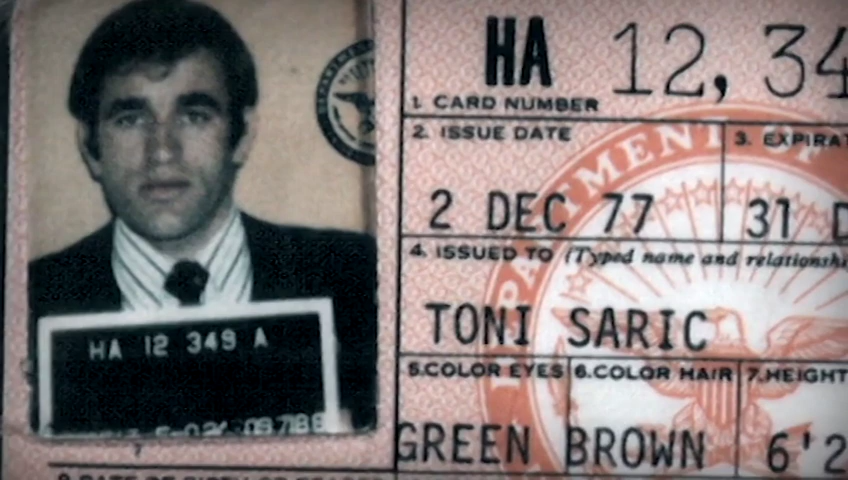 HA 12, 34
1. CARD NUMBER
2. ISSUE DATE
3. EXPIRAT
2 DEC 77
31 D
4. ISSUED TO (Typed name and relationshi
TONI SARIC
5.COLOR EYES
6.COLOR HAIR
7.HEIGHT
GREEN
BROWN
6'2
HA 12 349 A
PARTMENT OF